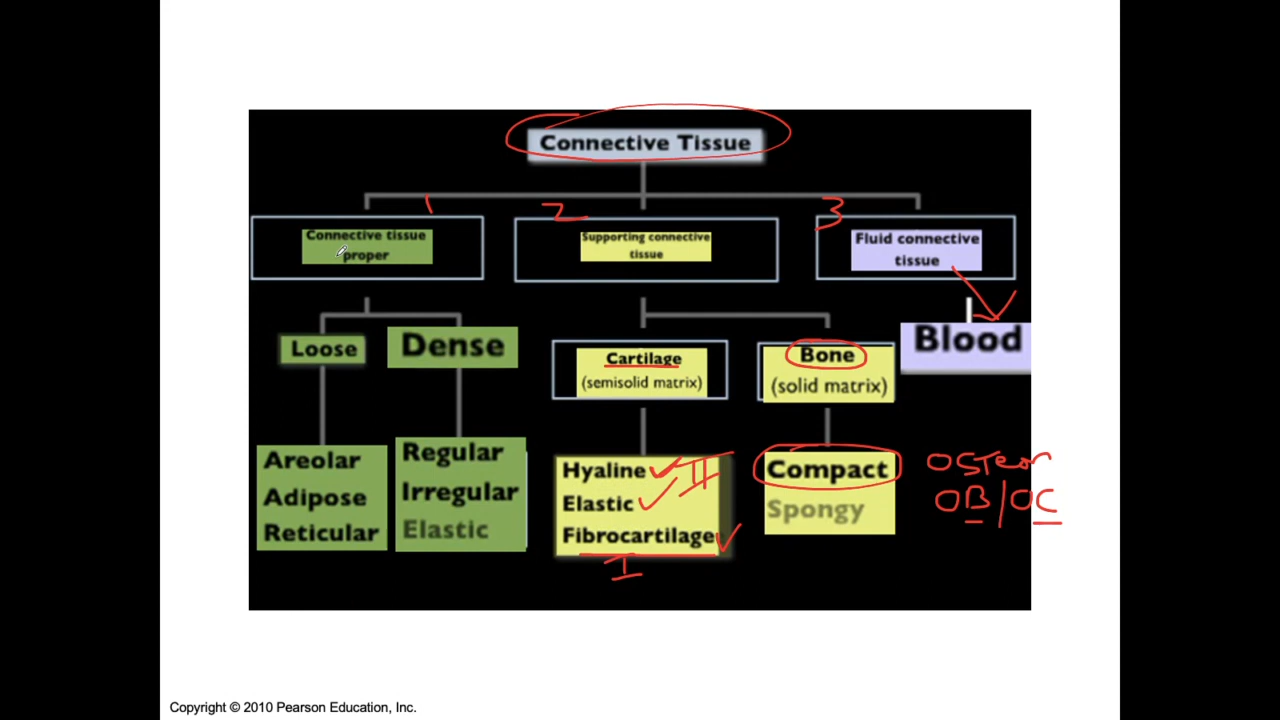 Connective Tissue
1
2
3
Connective tissue
proper
Supporting connective
tissue
Fluid connective
tissue
Loose
Dense
Cartilage
(semisolid matrix)
Bone
(solid matrix)
Blood
Areolar
Adipose
Reticular
Regular
Irregular
Elastic
Hyaline
Elastic
Fibrocartilage
II
I
Compact
Spongy
OSTeon
OB/OC
Copyright © 2010 Pearson Education, Inc.